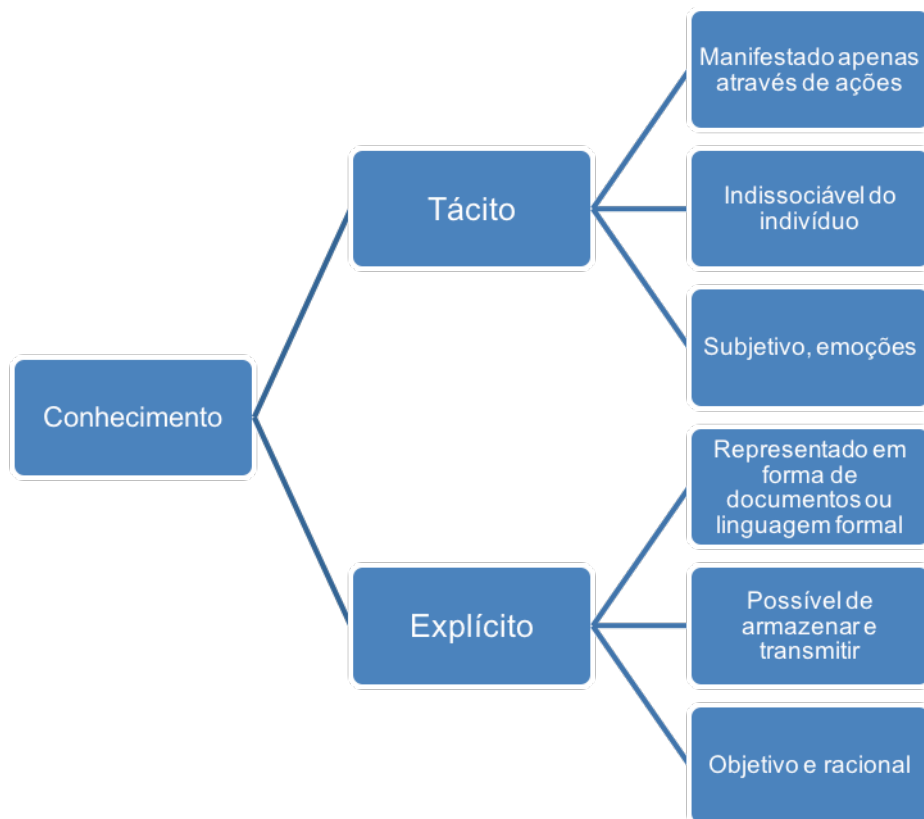 Manifestado apenas
através de ações
Tácito
Indissociável do
indivíduo
Subjetivo, emoções
Conhecimento
Representado em
forma de
documentos ou
linguagem formal
Explícito
Possível de
armazenar e
transmitir
Objetivo e racional